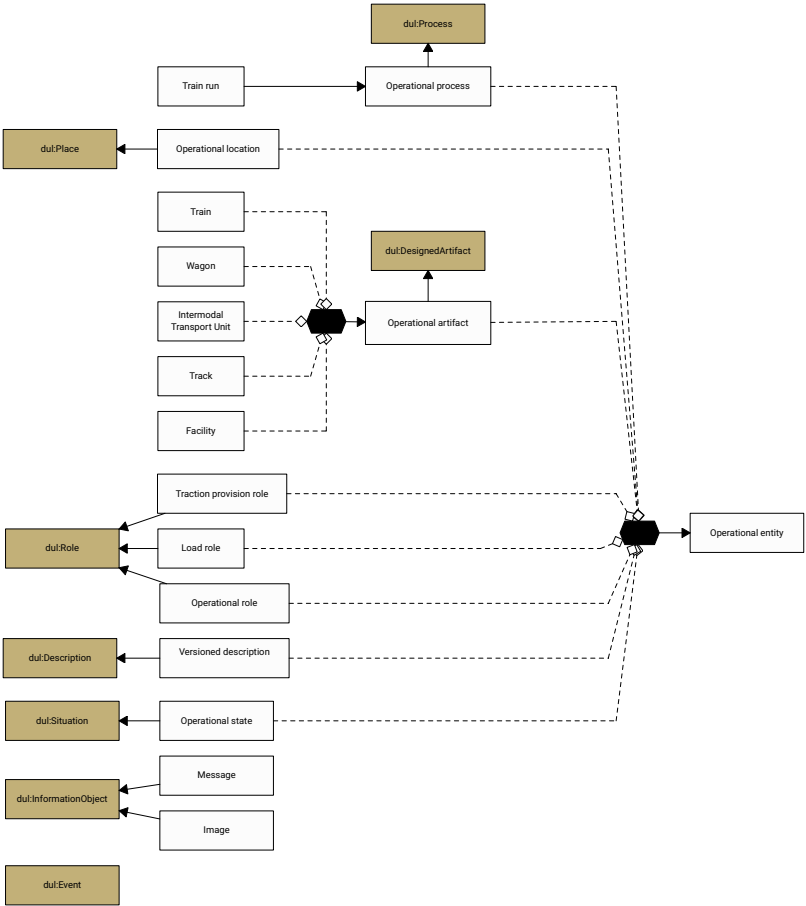 dul:Process
Train run
Operational process
dul:Place
Operational location
Train
dul:DesignedArtifact
Wagon
Intermodal
Transport Unit
Operational artifact
Track
Facility
Traction provision role
dul:Role
Load role
Operational entity
Operational role
dul:Description
Versioned description
dul:Situation
Operational state
Message
dul:InformationObject
Image
dul:Event